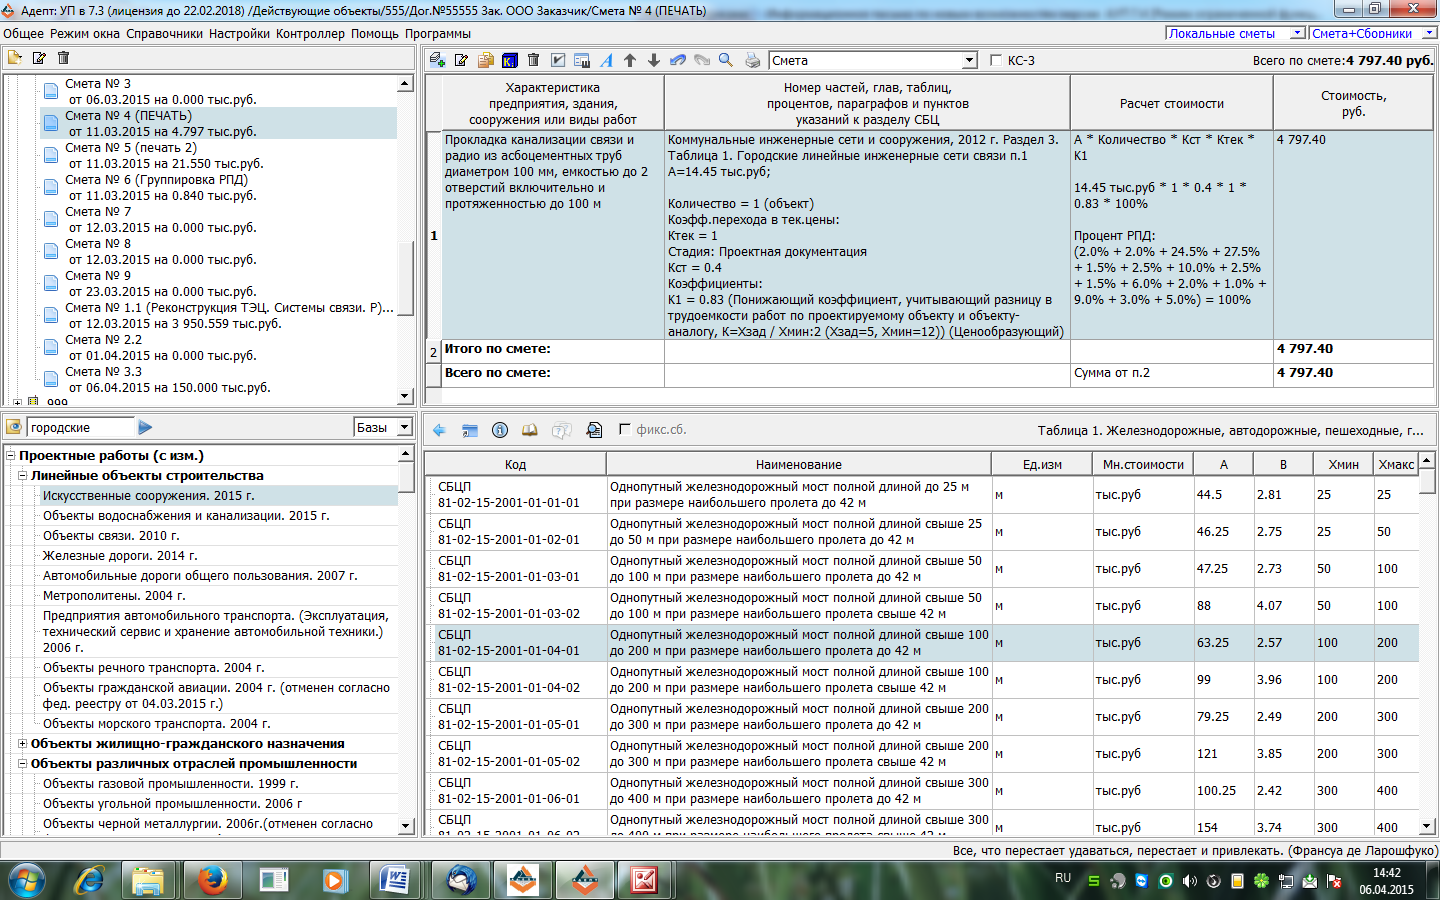 Адепт: УП в 7.3 (лицензия до 22.02.2018) /Действующие объекты/555/Дог.№55555 Зак. ООО Заказчик/Смета № 4 (ПЕЧАТЬ)
Общее Режим окна Справочники Настройки Контроллер Помощь Программы
Локальные сметы
Смета+Сборники
Смета № 3
от 06.03.2015 на 0.000 тыс.руб.
Смета № 4 (ПЕЧАТЬ)
от 11.03.2015 на 4.797 тыс.руб.
Смета № 5 (печать 2)
от 11.03.2015 на 21.550 тыс.руб.
Смета № 6 (Группировка РПД)
от 11.03.2015 на 0.840 тыс.руб.
Смета № 7
от 12.03.2015 на 0.000 тыс.руб.
Смета № 8
от 12.03.2015 на 0.000 тыс.руб.
Смета № 9
от 23.03.2015 на 0.000 тыс.руб.
Смета № 1.1 (Реконструкция ТЭЦ. Системы связи. Р)...
от 12.03.2015 на 3 950.559 тыс.руб.
Смета № 2.2
от 01.04.2015 на 0.000 тыс.руб.
Смета № 3.3
от 06.04.2015 на 150.000 тыс.руб.
999
Смета
КС-3
Всего по смете:4 797.40 руб.
Характеристика
предприятия, здания,
сооружения или виды работ
Номер частей, глав, таблиц,
процентов, параграфов и пунктов
указаний к разделу СБЦ
Расчет стоимости
Стоимость,
руб.
1
Прокладка канализации связи и
радио из асбоцементных труб
диаметром 100 мм, емкостью до 2
отверстий включительно и
протяженностью до 100 м
Коммунальные инженерные сети и сооружения, 2012 г. Раздел 3.
Таблица 1. Городские линейные инженерные сети связи п.1
А=14.45 тыс.руб;
Количество = 1 (объект)
Коэфф.перехода в тек.цены:
Ктек = 1
Стадия: Проектная документация
Кст = 0.4
Коэффициенты:
К1 = 0.83 (Понижающий коэффициент, учитывающий разницу в
трудоемкости работ по проектируемому объекту и объекту-
аналогу, К=Хзад / Хмин:2 (Хзад=5, Хмин=12)) (Ценообразующий)
А * Количество * Кст * Ктек *
К1
14.45 тыс.руб * 1 * 0.4 * 1 *
0.83 * 100%
Процент РПД:
(2.0% + 2.0% + 24.5% + 27.5%
+ 1.5% + 2.5% + 10.0% + 2.5%
+ 1.5% + 6.0% + 2.0% + 1.0% +
9.0% + 3.0% + 5.0%) = 100%
4 797.40
2 Итого по смете: 4 797.40
Всего по смете: Сумма от п.2 4 797.40
городские
Базы
Проектные работы (с изм.)
Линейные объекты строительства
Искусственные сооружения. 2015 г.
Объекты водоснабжения и канализации. 2015 г.
Объекты связи. 2010 г.
Железные дороги. 2014 г.
Автомобильные дороги общего пользования. 2007 г.
Метрополитены. 2004 г.
Предприятия автомобильного транспорта. (Эксплуатация,
технический сервис и хранение автомобильной техники.)
2006 г.
Объекты речного транспорта. 2004 г.
Объекты гражданской авиации. 2004 г. (отменен согласно
фед. реестру от 04.03.2015 г.)
Объекты морского транспорта. 2004 г.
Объекты жилищно-гражданского назначения
Объекты различных отраслей промышленности
Объекты газовой промышленности. 1999 г.
Объекты угольной промышленности. 2006 г
Объекты черной металлургии. 2006г.(отменен согласно
фикс.сб.
Таблица 1. Железнодорожные, автодорожные, пешеходные, г...
Код Наименование Ед.изм Мн.стоимости А В Хмин Хмакс
СБЦП
81-02-15-2001-01-01-01
Однопутный железнодорожный мост полной длиной до 25 м
при размере наибольшего пролета до 42 м
м тыс.руб 44.5 2.81 25 25
СБЦП
81-02-15-2001-01-02-01
Однопутный железнодорожный мост полной длиной свыше 25
до 50 м при размере наибольшего пролета до 42 м
м тыс.руб 46.25 2.75 25 50
СБЦП
81-02-15-2001-01-03-01
Однопутный железнодорожный мост полной длиной свыше 50
до 100 м при размере наибольшего пролета до 42 м
м тыс.руб 47.25 2.73 50 100
СБЦП
81-02-15-2001-01-03-02
Однопутный железнодорожный мост полной длиной свыше 50
до 100 м при размере наибольшего пролета свыше 42 м
м тыс.руб 88 4.07 50 100
СБЦП
81-02-15-2001-01-04-01
Однопутный железнодорожный мост полной длиной свыше 100
до 200 м при размере наибольшего пролета до 42 м
м тыс.руб 63.25 2.57 100 200
СБЦП
81-02-15-2001-01-04-02
Однопутный железнодорожный мост полной длиной свыше 100
до 200 м при размере наибольшего пролета свыше 42 м
м тыс.руб 99 3.96 100 200
СБЦП
81-02-15-2001-01-05-01
Однопутный железнодорожный мост полной длиной свыше 200
до 300 м при размере наибольшего пролета до 42 м
м тыс.руб 79.25 2.49 200 300
СБЦП
81-02-15-2001-01-05-02
Однопутный железнодорожный мост полной длиной свыше 200
до 300 м при размере наибольшего пролета свыше 42 м
м тыс.руб 121 3.85 200 300
СБЦП
81-02-15-2001-01-06-01
Однопутный железнодорожный мост полной длиной свыше 300
до 400 м при размере наибольшего пролета до 42 м
м тыс.руб 100.25 2.42 300 400
СБЦП
81-02-15-2001-01-06-02
Однопутный железнодорожный мост полной длиной свыше 300
до 400 м при размере наибольшего пролета свыше 42 м
м тыс.руб 154 3.74 300 400
Все, что перестает удаваться, перестает и привлекать. (Франсуа де Ларошфуко)
RU
14:42
06.04.2015